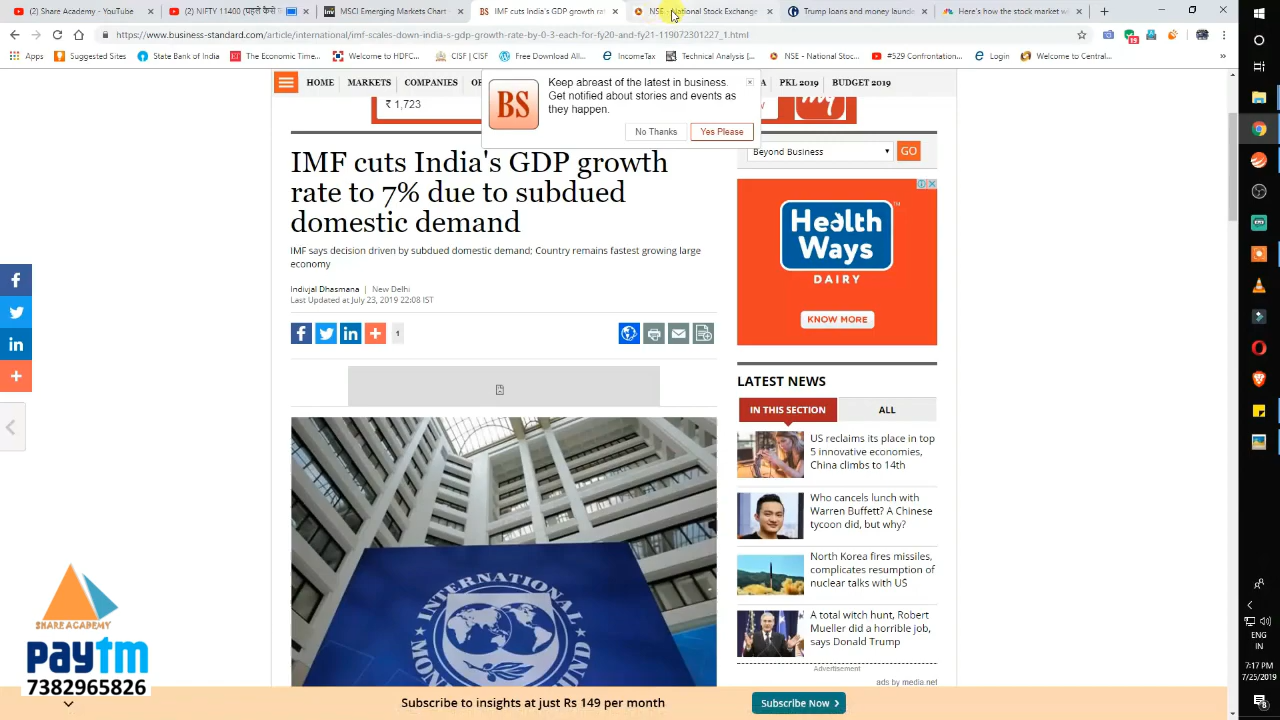 Share Academy - YouTube
MSCI Emerging Markets Charts
IMF cuts India's GDP growth rat
NSE - National Stock Exchange
Trump loans and money launde
Here's how the stock market w
https://www.business-standard.com/article/international/imf-scales-down-india-s-gdp-growth-rate-by-0-3-each-for-fy20-and-fy21-119072301227_1.html
Apps
Suggested Sites
State Bank of India
The Economic Time...
Welcome to HDFC...
CISF | CISF
Free Download All...
IncomeTax
NSE - National Stoc...
#529 Confrontation...
Login
Welcome to Central...
HOME
MARKETS
COMPANIES
PKL 2019
BUDGET 2019
₹ 1,723
BS
Keep abreast of the latest in business.
Get notified about stories and events as
they happen.
No Thanks
Yes Please
Beyond Business
GO
IMF cuts India's GDP growth
rate to 7% due to subdued
domestic demand
IMF says decision driven by subdued domestic demand; Country remains fastest growing large
economy
Indivjal Dhasmana | New Delhi
Last Updated at July 23, 2019 22:08 IST
1
Health
Ways
DAIRY
KNOW MORE
LATEST NEWS
IN THIS SECTION
ALL
US reclaims its place in top
5 innovative economies,
China climbs to 14th
Who cancels lunch with
Warren Buffett? A Chinese
tycoon did, but why?
North Korea fires missiles,
complicates resumption of
nuclear talks with US
A total witch hunt, Robert
Mueller did a horrible job,
says Donald Trump
Advertisement
ads by media.net
INTERNATIONAL
SHARE ACADEMY
paytm
7382965826
Subscribe to insights at just Rs 149 per month
Subscribe Now
ENG
IN
7:17 PM
7/25/2019